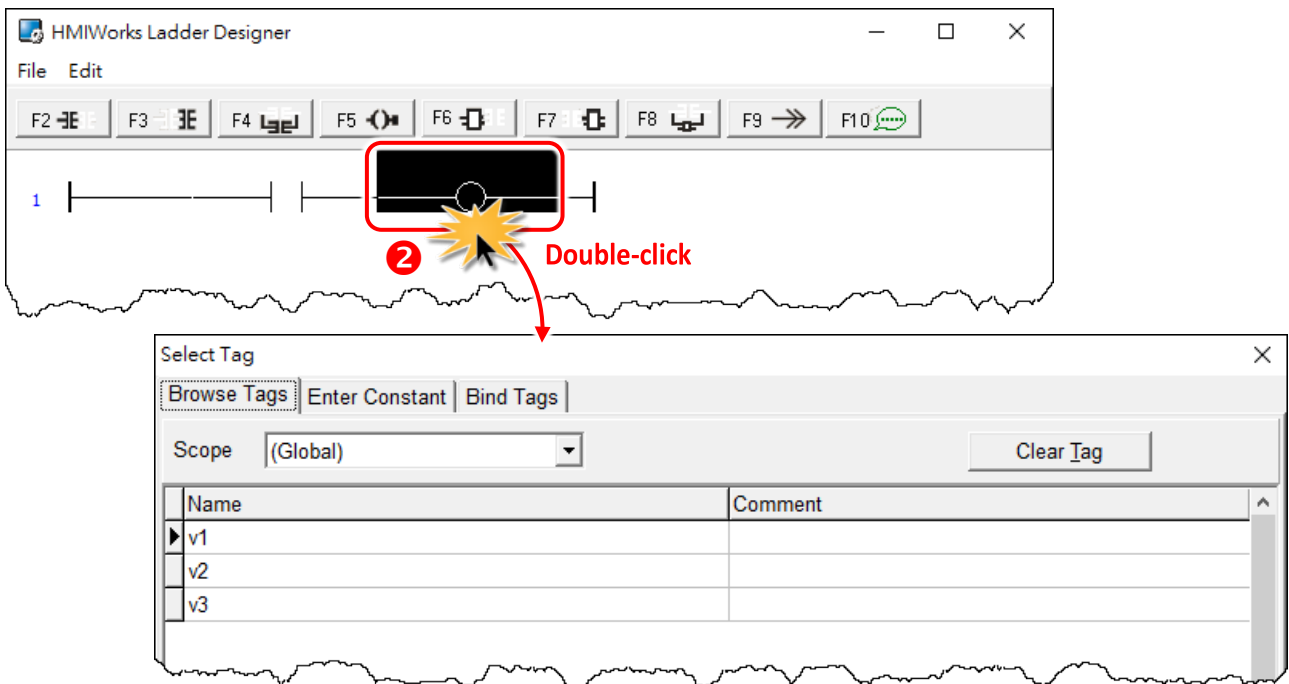 HMIWorks Ladder Designer
File Edit
F2 F3 F4 F5 F6 F7 F8 F9 F10
1
2 Double-click
Select Tag
Browse Tags Enter Constant Bind Tags
Scope (Global) Clear Tag
Name Comment
v1
v2
v3